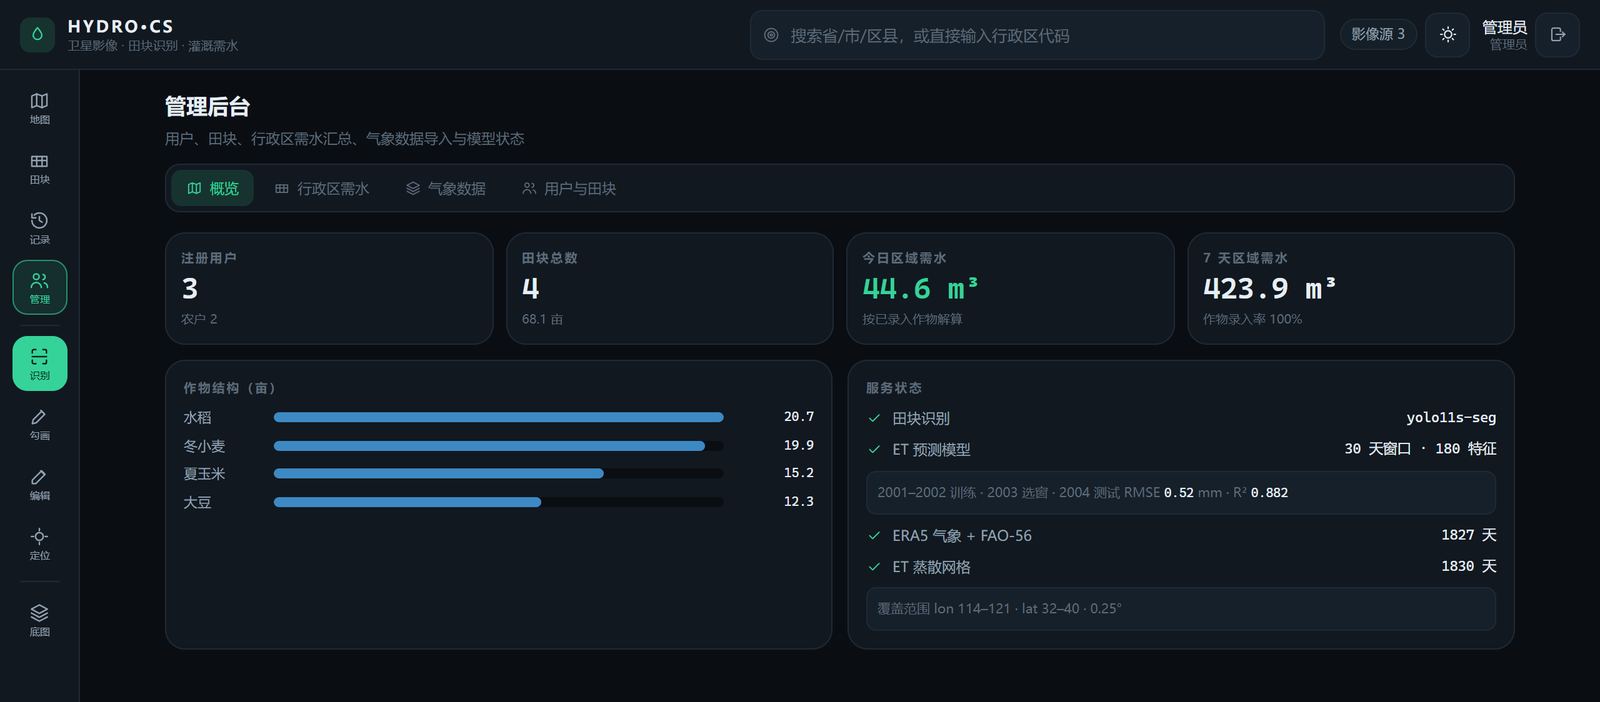 HYDRO•CS
卫星影像 · 田块识别 · 灌溉需水
搜索省/市/区县，或直接输入行政区代码
影像源 3
管理员
管理员
地图
田块
记录
管理
识别
勾画
编辑
定位
底图
管理后台
用户、田块、行政区需水汇总、气象数据导入与模型状态
概览
行政区需水
气象数据
用户与田块
注册用户
3
农户 2
田块总数
4
68.1 亩
今日区域需水
44.6 m³
按已录入作物解算
7 天区域需水
423.9 m³
作物录入率 100%
作物结构（亩）
水稻 20.7
冬小麦 19.9
夏玉米 15.2
大豆 12.3
服务状态
田块识别 yolo11s-seg
ET 预测模型 30 天窗口 · 180 特征
2001–2002 训练 · 2003 选窗 · 2004 测试 RMSE 0.52 mm · R² 0.882
ERA5 气象 + FAO-56 1827 天
ET 蒸散网格 1830 天
覆盖范围 lon 114–121 · lat 32–40 · 0.25°